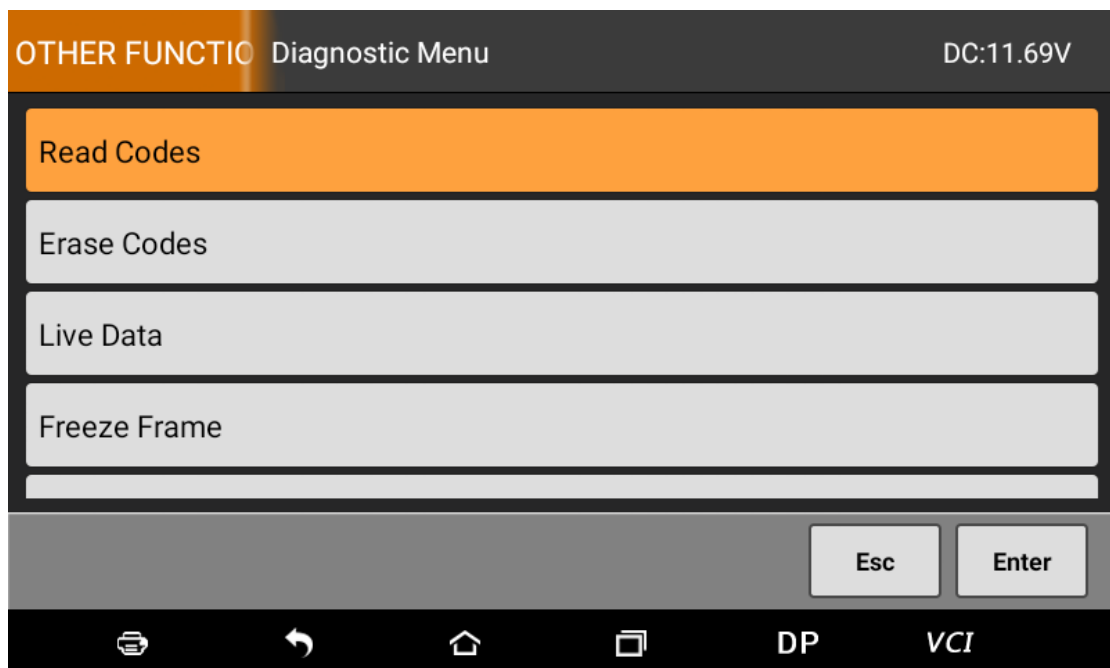 OTHER FUNCTIO Diagnostic Menu DC:11.69V
Read Codes
Erase Codes
Live Data
Freeze Frame
Esc Enter
DP VCI